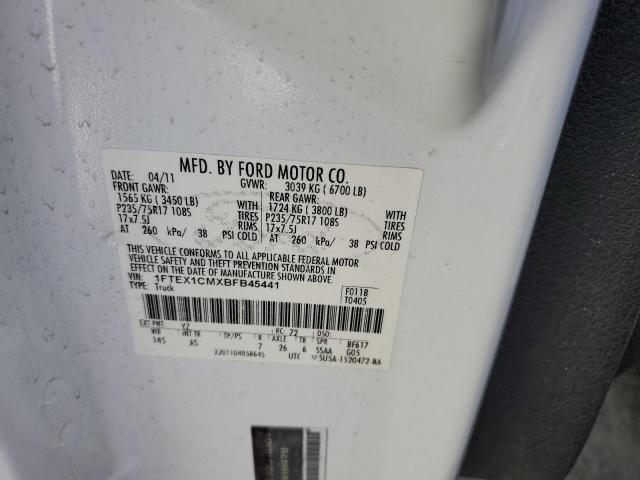 MFD. BY FORD MOTOR CO.
DATE: 04/11 GVWR: 3039 KG ( 6700 LB)
FRONT GAWR: REAR GAWR:
1565 KG ( 3450 LB) 1724 KG ( 3800 LB)
P235/75R17 108S WITH TIRES P235/75R17 108S WITH TIRES
17x7.5J RIMS 17x7.5J RIMS
AT 260 kPa/ 38 PSI COLD AT 260 kPa/ 38 PSI COLD
THIS VEHICLE CONFORMS TO ALL APPLICABLE FEDERAL MOTOR
VEHICLE SAFETY AND THEFT PREVENTION STANDARDS IN
EFFECT ON THE DATE OF MANUFACTURE SHOWN ABOVE.
VIN: 1FTEX1CMXBFB45441 F0118
TYPE: Truck T0405
EXT PNT: YZ RC: 72 DSO:
WB INT TR TP/PS R AXLE TR SPR BF617
145 AS 7 26 6 SSAA G05
2201104058645 UTC 5U5A-1520472-BA